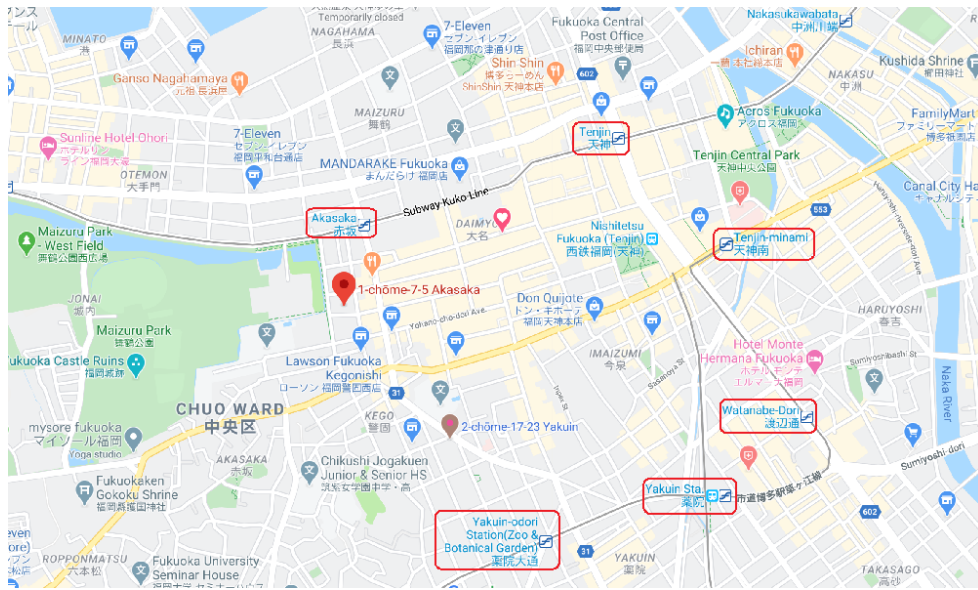 Temporarily closed
MINATO
港
NAGAHAMA
長浜
7-Eleven
セブン-イレブン
福岡那の津通り店
Fukuoka Central
Post Office
福岡中央郵便局
Nakasukawabata
中洲川端
Ichiran
一蘭 本社総本店
Kushida Shrine
櫛田神社
NAKASU
中洲
Ganso Nagahamaya
元祖 長浜屋
Shin Shin
博多らーめん
ShinShin 天神本店
602
MAIZURU
舞鶴
Acros Fukuoka
アクロス福岡
FamilyMart
ファミリーマート
博多祇園店
Sunline Hotel Ohori
ホテルサン
ライン福岡大濠
7-Eleven
セブン-イレブン
福岡平和台通店
Tenjin
天神
MANDARAKE Fukuoka
まんだらけ 福岡店
Tenjin Central Park
天神中央公園
OTEMON
大手門
Subway Kuko Line
Canal City Ha
キャナルシティ
Akasaka
赤坂
DAIMYO
大名
553
Maizuru Park
- West Field
舞鶴公園西広場
Nishitetsu
Fukuoka (Tenjin)
西鉄福岡(天神)
Tenjin-minami
天神南
1-chōme-7-5 Akasaka
JONAI
城内
Don Quijote
ドン・キホーテ
福岡天神本店
HARUYOSHI
春吉
Maizuru Park
舞鶴公園
Hotel Monte
Hermana Fukuoka
ホテルモンテ
エルマーナ福岡
IMAIZUMI
今泉
Sumiyoshibashi St
ukuoka Castle Ruins
福岡城跡
Lawson Fukuoka
Kegonishi
ローソン 福岡警固西店
Naka River
31
CHUO WARD
中央区
KEGO
警固
Watanabe-Dori
渡辺通
mysore fukuoka
マイソール福岡
Yoga studio
2-chōme-17-23 Yakuin
AKASAKA
赤坂
Chikushi Jogakuen
Junior & Senior HS
筑紫女学園中学・高
Sumiyoshi-dori
Fukuokaken
Gokoku Shrine
福岡縣護国神社
Yakuin Sta.
薬院
市道博多駅草ヶ江線
602
Yakuin-odori
Station(Zoo &
Botanical Garden)
薬院大通
31
ROPPONMATSU
六本松
Fukuoka University
Seminar House
YAKUIN
薬院
TAKASAGO
高砂